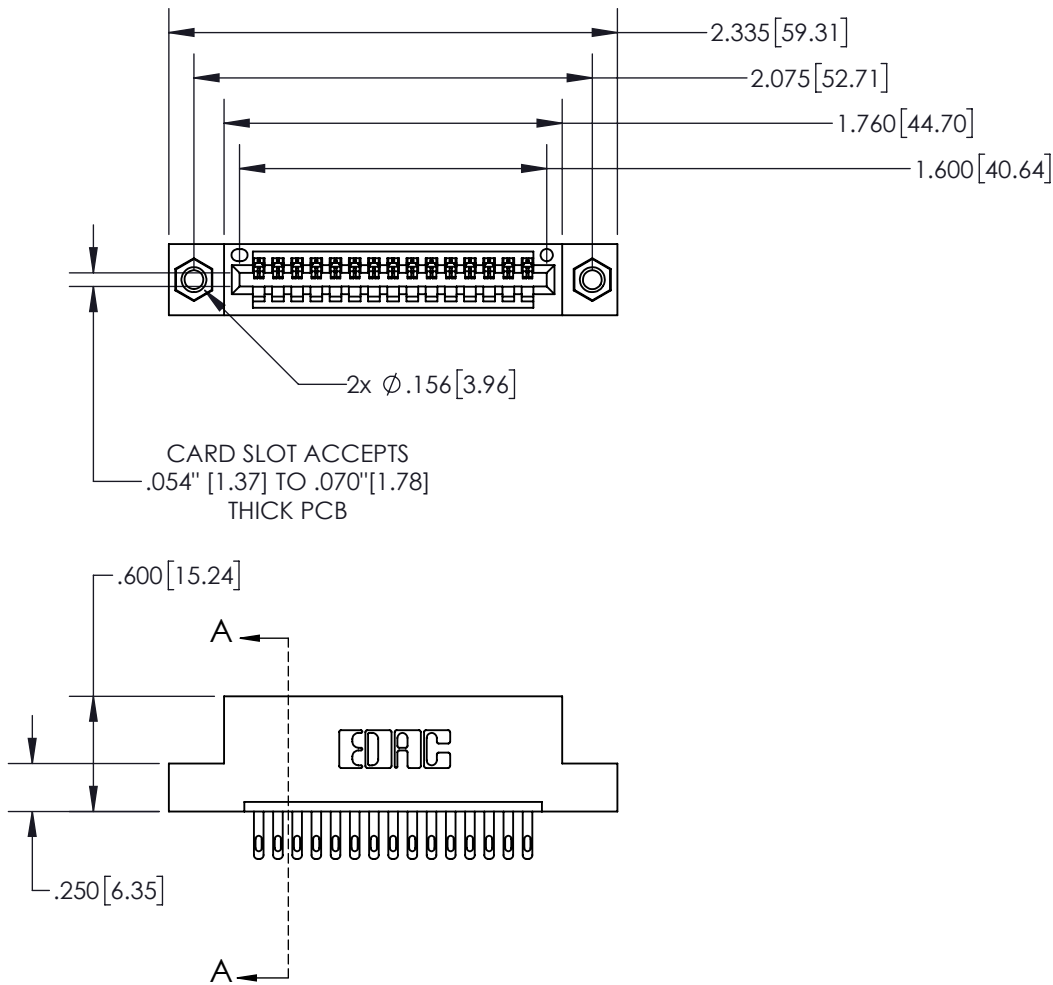 2.335[59.31]
2.075[52.71]
1.760[44.70]
1.600[40.64]
2x Ø.156[3.96]
CARD SLOT ACCEPTS
.054" [1.37] TO .070"[1.78]
THICK PCB
.600[15.24]
A
EDAC
.250[6.35]
A